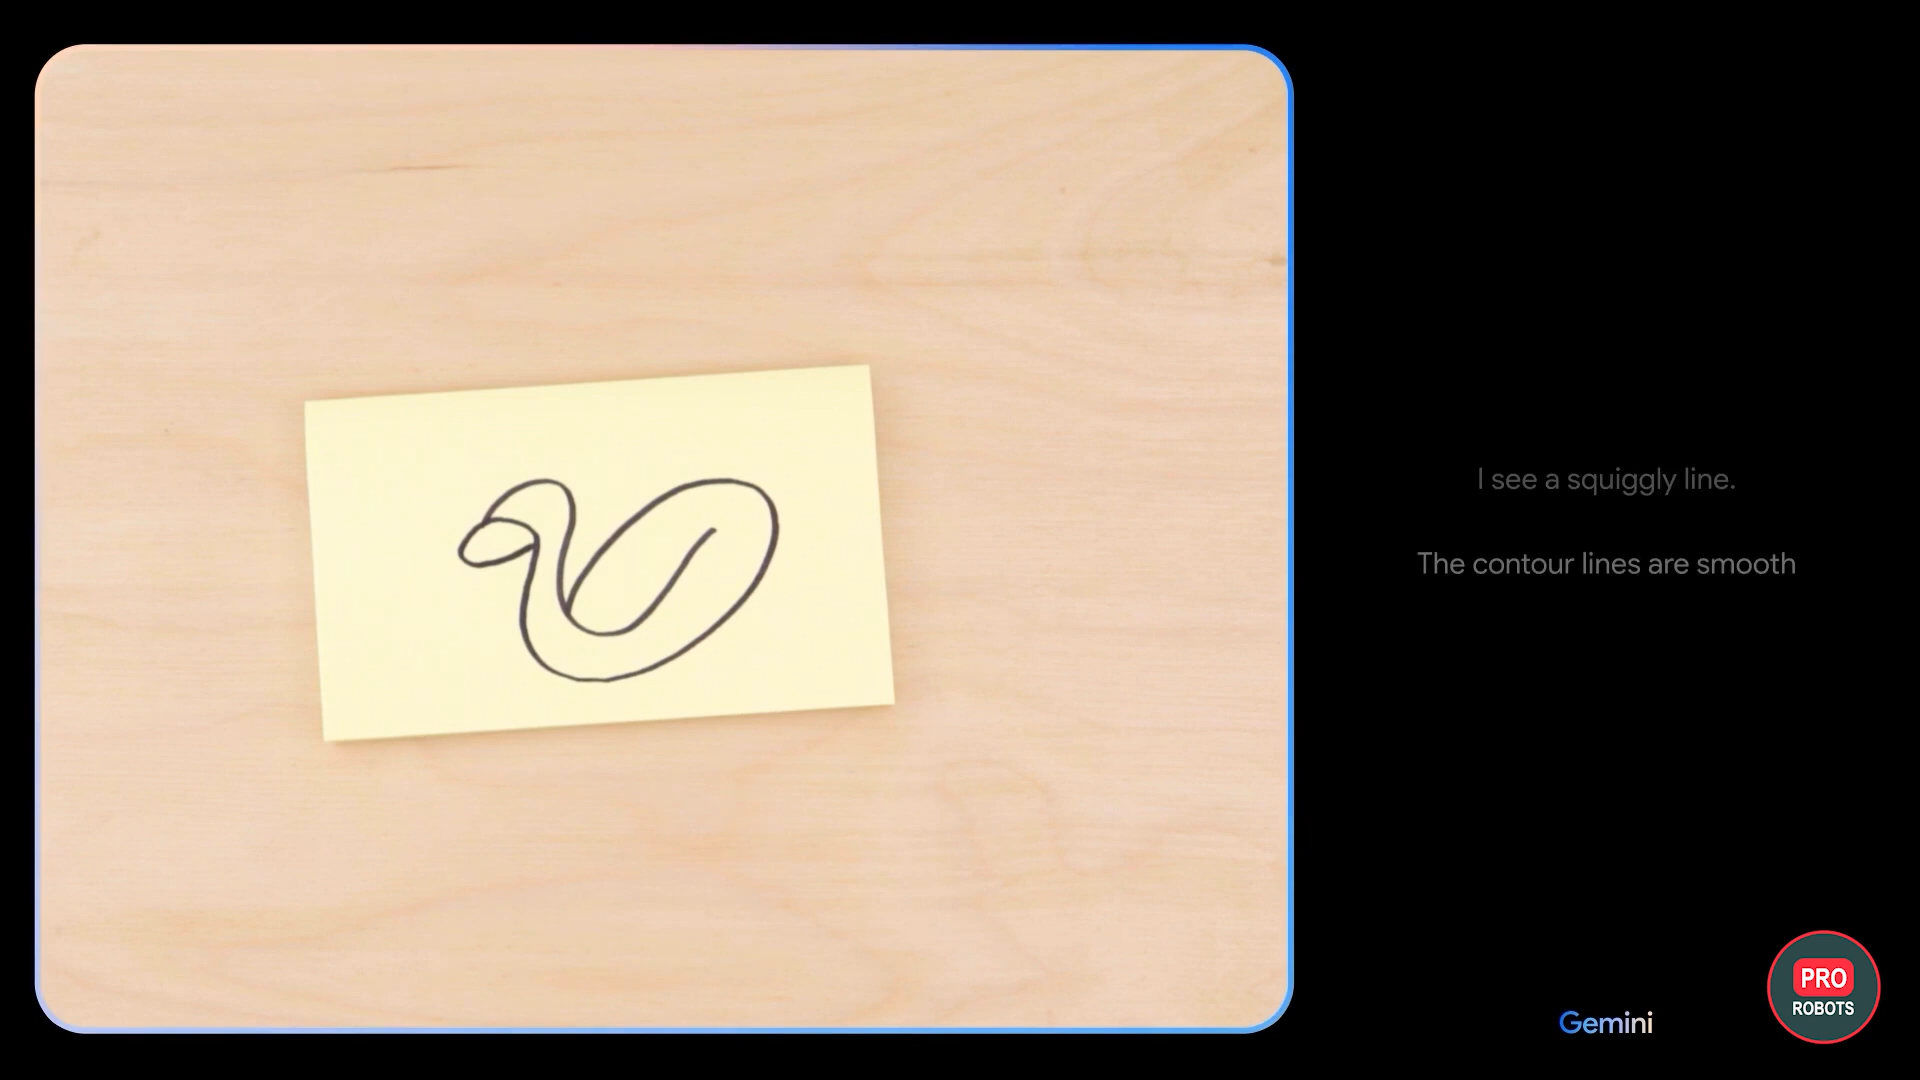 I see a squiggly line.
The contour lines are smooth
Gemini
PRO
ROBOTS